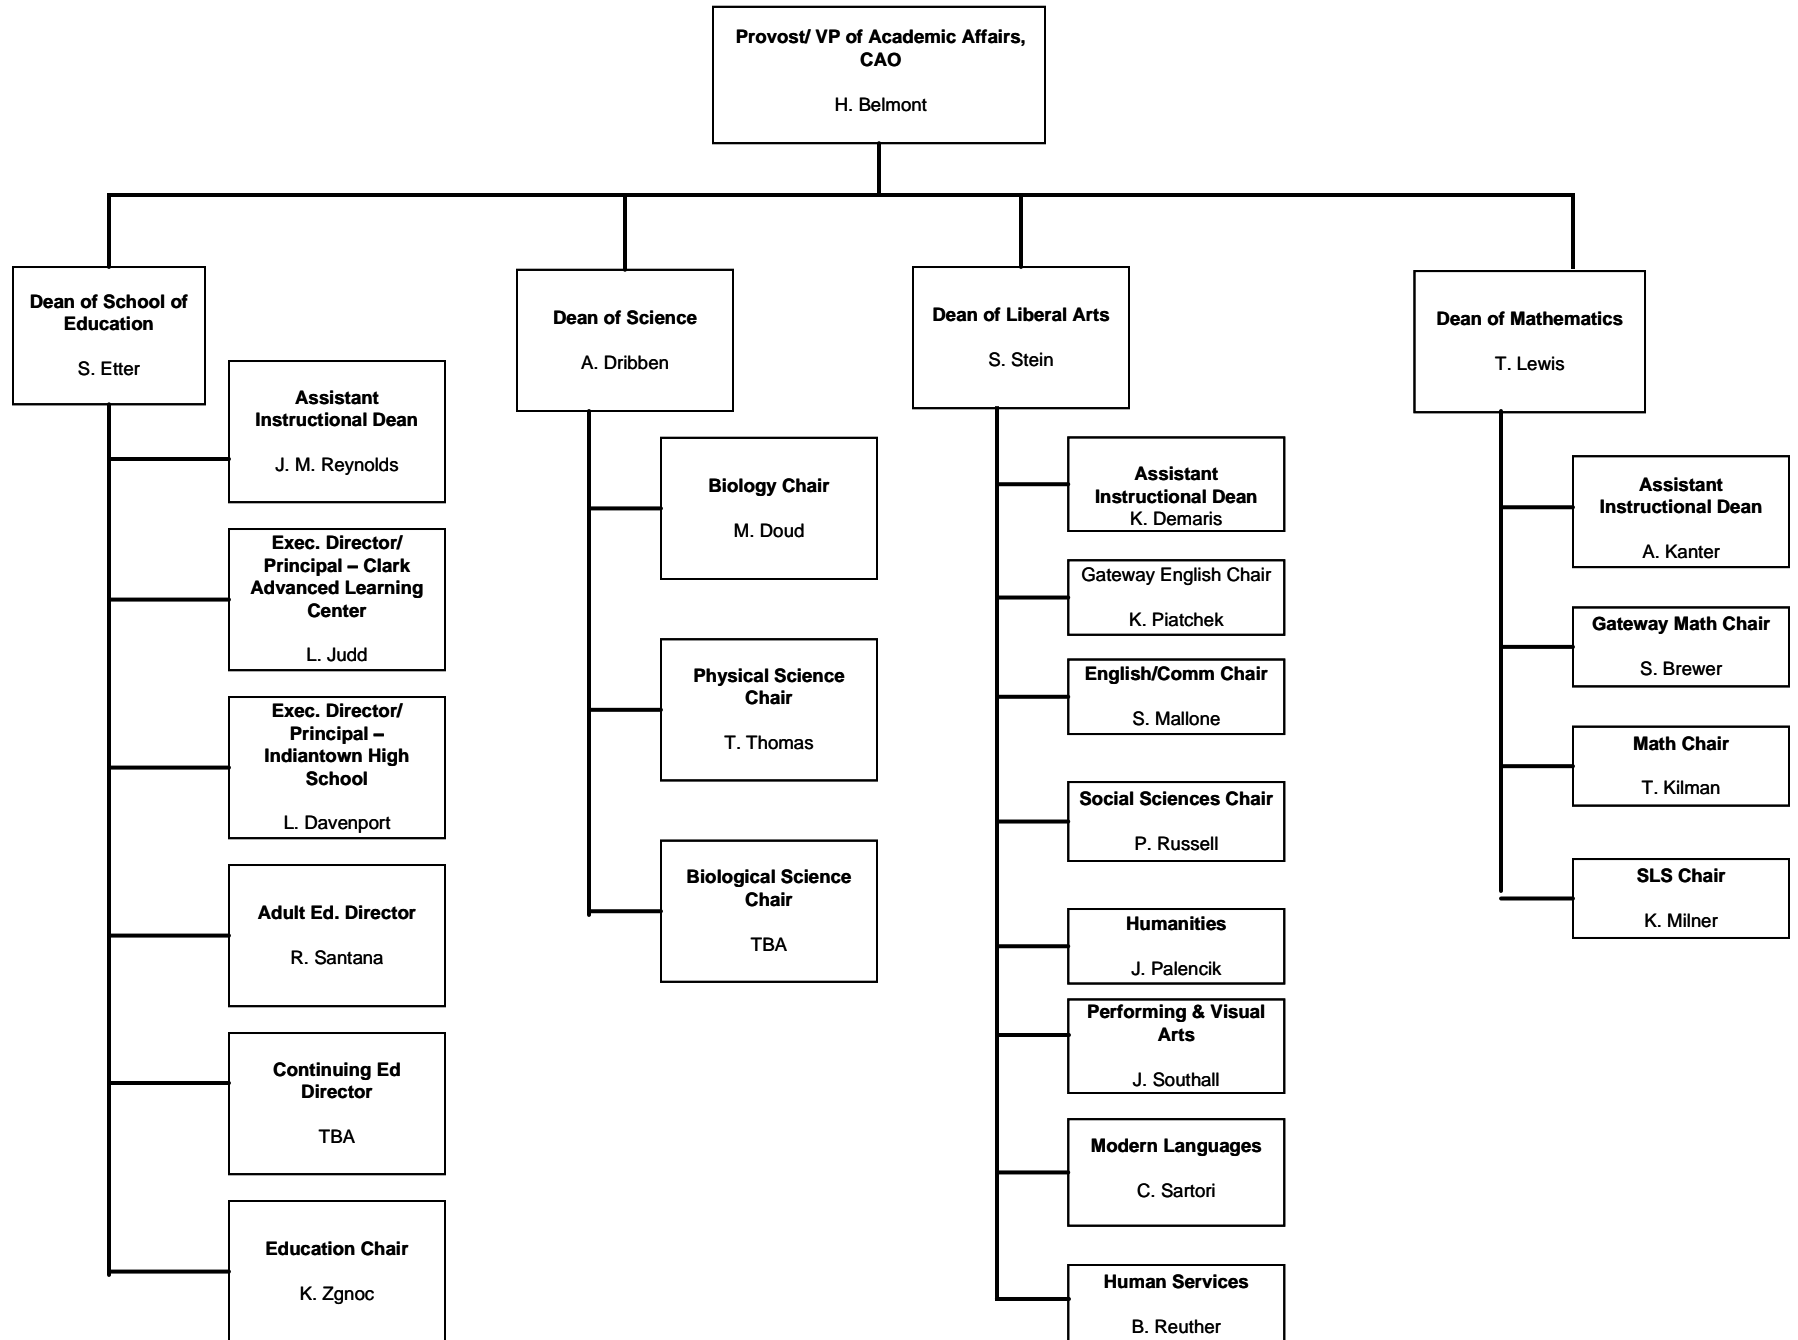 Provost/ VP of Academic Affairs,
CAO
H. Belmont
Dean of School of
Education
S. Etter
Assistant
Instructional Dean
J. M. Reynolds
Exec. Director/
Principal – Clark
Advanced Learning
Center
L. Judd
Exec. Director/
Principal –
Indiantown High
School
L. Davenport
Adult Ed. Director
R. Santana
Continuing Ed
Director
TBA
Education Chair
K. Zgnoc
Dean of Science
A. Dribben
Biology Chair
M. Doud
Physical Science
Chair
T. Thomas
Biological Science
Chair
TBA
Dean of Liberal Arts
S. Stein
Assistant
Instructional Dean
K. Demaris
Gateway English Chair
K. Piatchek
English/Comm Chair
S. Mallone
Social Sciences Chair
P. Russell
Humanities
J. Palencik
Performing & Visual
Arts
J. Southall
Modern Languages
C. Sartori
Human Services
B. Reuther
Dean of Mathematics
T. Lewis
Assistant
Instructional Dean
A. Kanter
Gateway Math Chair
S. Brewer
Math Chair
T. Kilman
SLS Chair
K. Milner